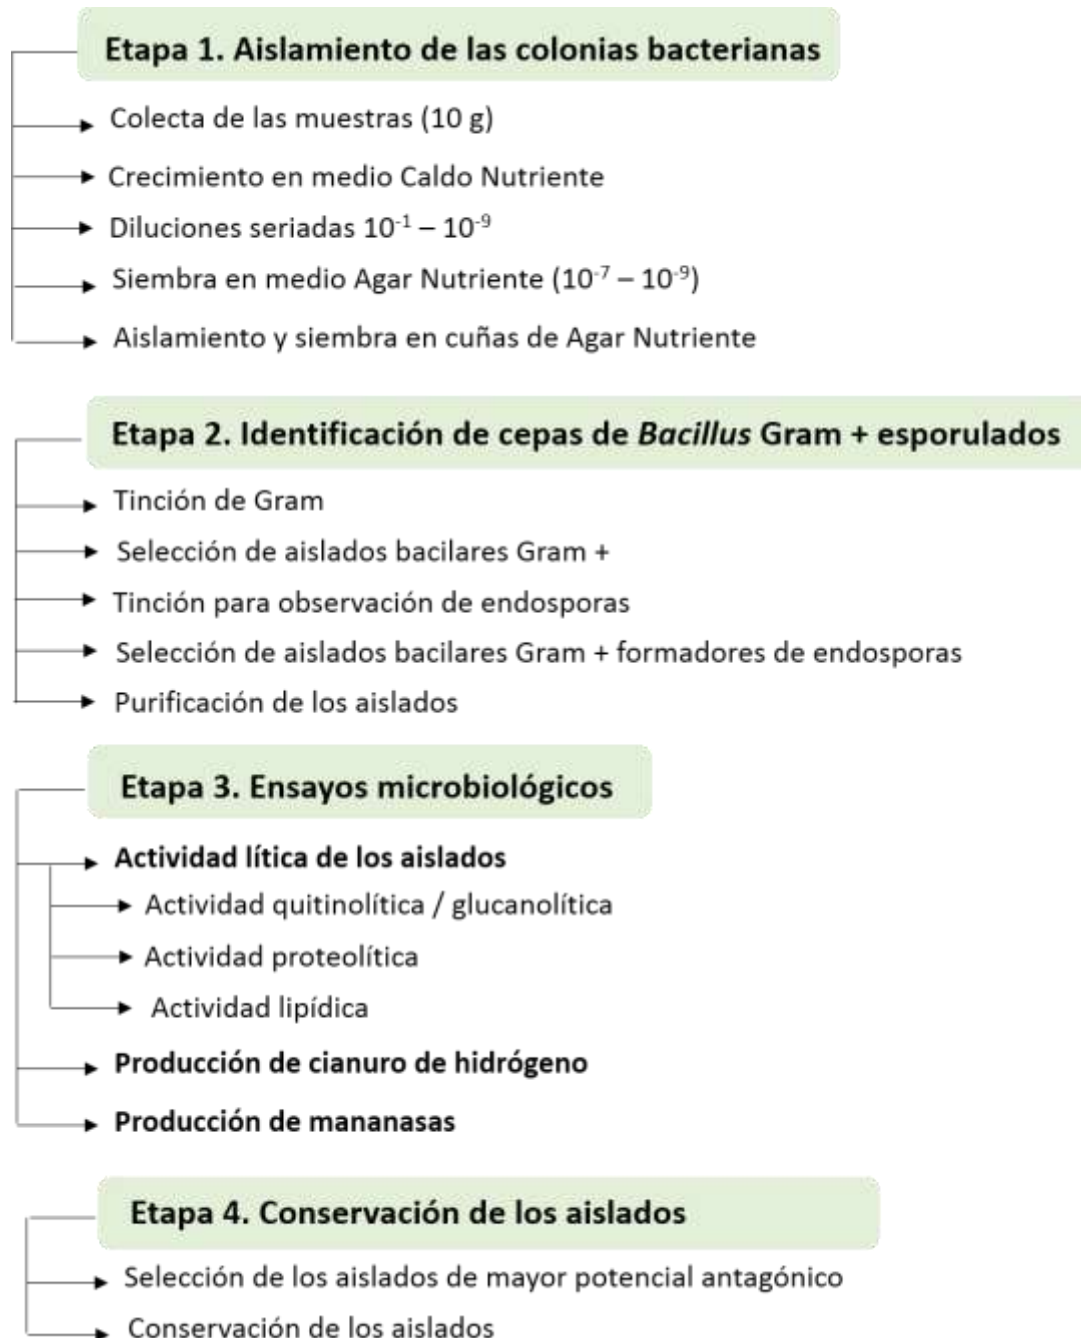 Etapa 1. Aislamiento de las colonias bacterianas
Colecta de las muestras (10 g)
Crecimiento en medio Caldo Nutriente
Diluciones seriadas 10⁻¹ – 10⁻⁹
Siembra en medio Agar Nutriente (10⁻⁷ – 10⁻⁹)
Aislamiento y siembra en cuñas de Agar Nutriente
Etapa 2. Identificación de cepas de Bacillus Gram + esporulados
Tinción de Gram
Selección de aislados bacilares Gram +
Tinción para observación de endosporas
Selección de aislados bacilares Gram + formadores de endosporas
Purificación de los aislados
Etapa 3. Ensayos microbiológicos
Actividad lítica de los aislados
Actividad quitinolítica / glucanolítica
Actividad proteolítica
Actividad lipídica
Producción de cianuro de hidrógeno
Producción de mananasas
Etapa 4. Conservación de los aislados
Selección de los aislados de mayor potencial antagónico
Conservación de los aislados